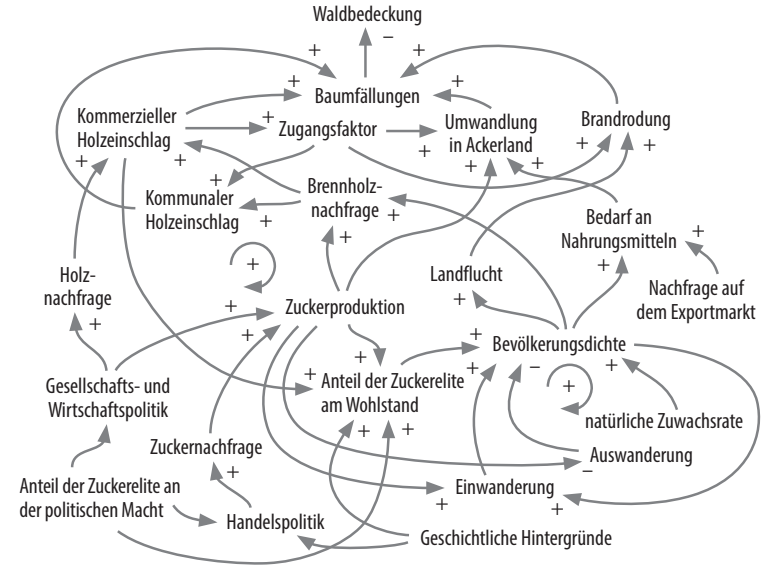 Waldbedeckung
Baumfällungen
Kommerzieller
Holzeinschlag
Zugangsfaktor
Umwandlung
in Ackerland
Brandrodung
Kommunaler
Holzeinschlag
Brennholz-
nachfrage
Bedarf an
Nahrungsmitteln
Holz-
nachfrage
Landflucht
Nachfrage auf
dem Exportmarkt
Zuckerproduktion
Bevölkerungsdichte
Gesellschafts- und
Wirtschaftspolitik
Anteil der Zuckerelite
am Wohlstand
natürliche Zuwachsrate
Zuckernachfrage
Auswanderung
Anteil der Zuckerelite an
der politischen Macht
Einwanderung
Handelspolitik
Geschichtliche Hintergründe